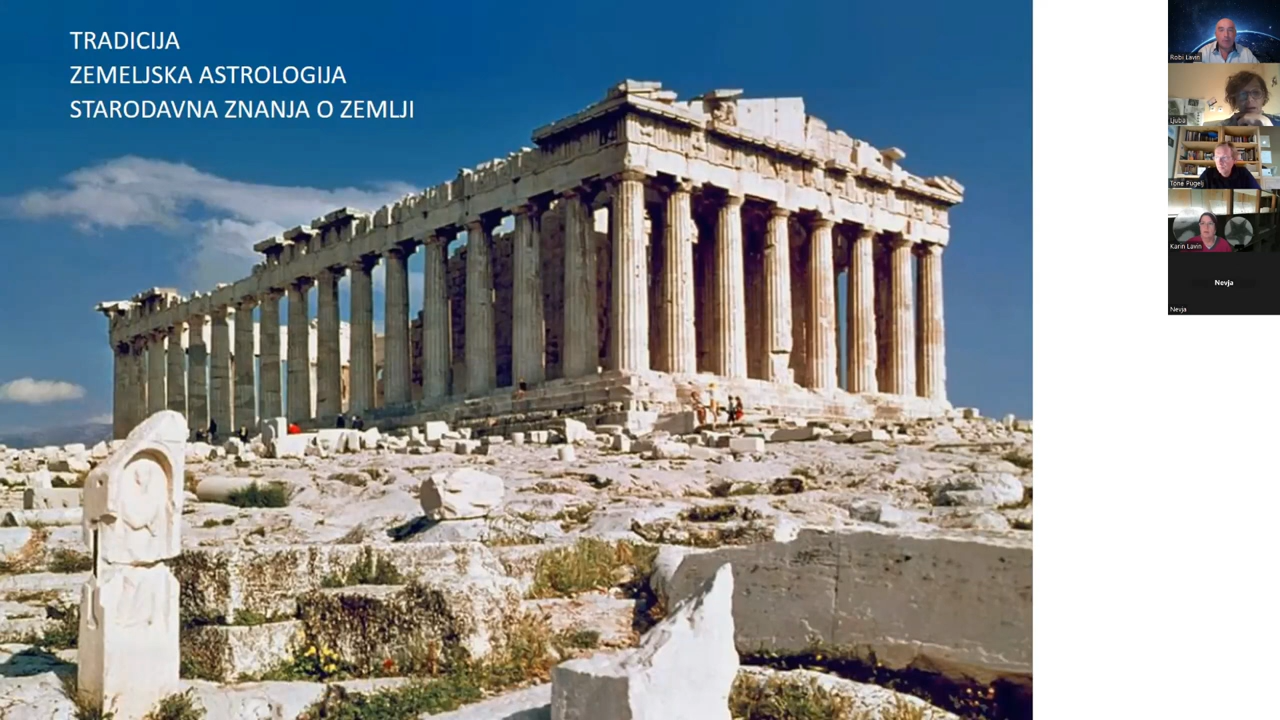 TRADICIJA
ZEMELJSKA ASTROLOGIJA
STARODAVNA ZNANJA O ZEMLJI
Robi Lavin
Ljuba
Tone Pugelj
Karin Lavin
Nevja
Nevja